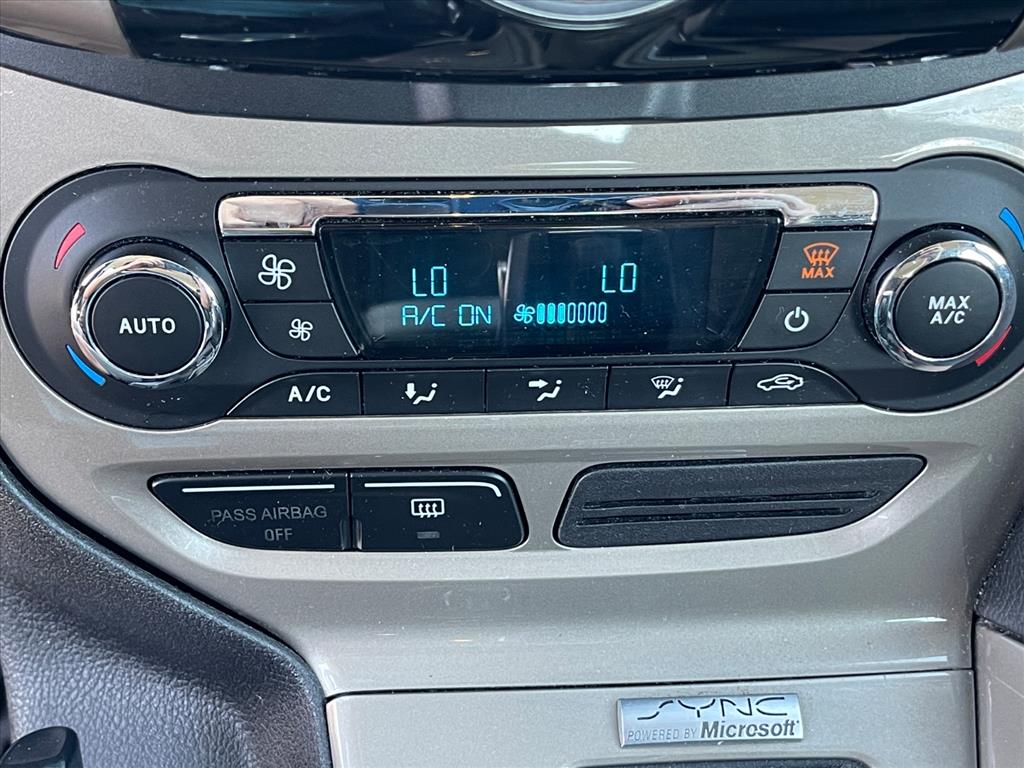 LO LO
A/C ON
MAX
AUTO
MAX
A/C
A/C
PASS AIRBAG
OFF
SYNC
POWERED BY Microsoft